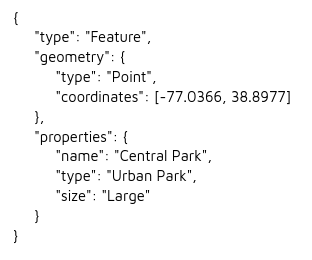 {
"type": "Feature",
"geometry": {
"type": "Point",
"coordinates": [-77.0366, 38.8977]
},
"properties": {
"name": "Central Park",
"type": "Urban Park",
"size": "Large"
}
}